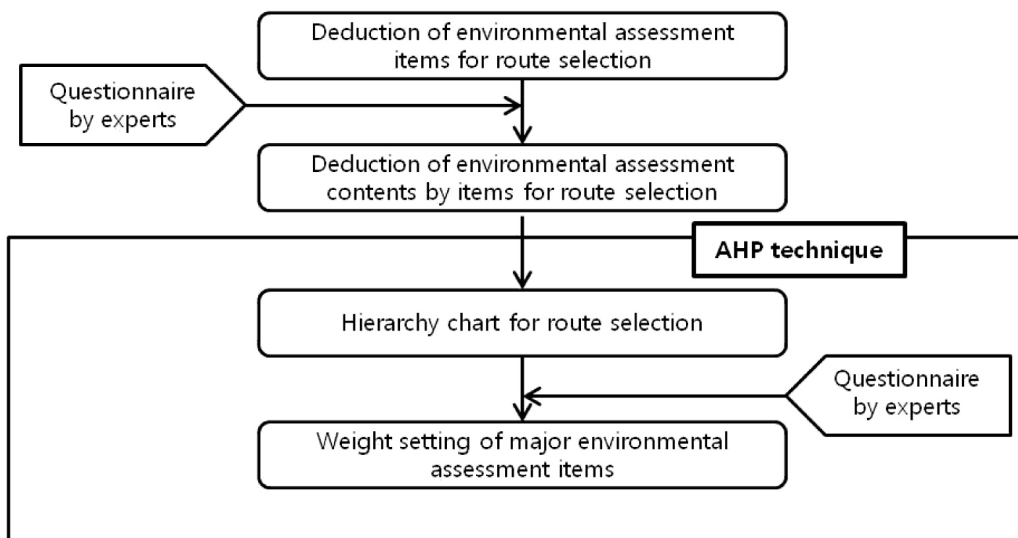 Deduction of environmental assessment
items for route selection
Questionnaire
by experts
Deduction of environmental assessment
contents by items for route selection
AHP technique
Hierarchy chart for route selection
Questionnaire
by experts
Weight setting of major environmental
assessment items